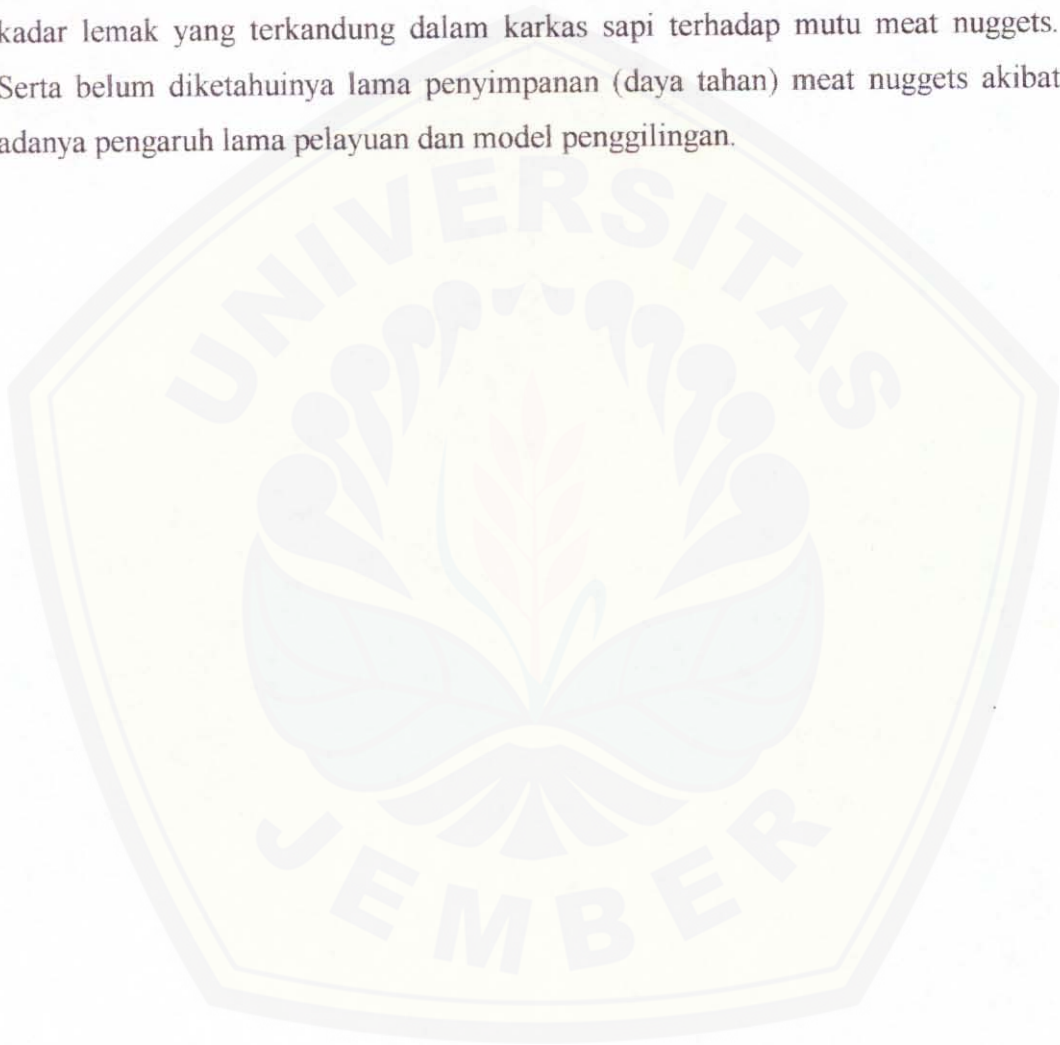 kadar lemak yang terkandung dalam karkas sapi terhadap mutu meat nuggets.
Serta belum diketahuinya lama penyimpanan (daya tahan) meat nuggets akibat
adanya pengaruh lama pelayuan dan model penggilingan.
UNIVERSITAS
JEMBER